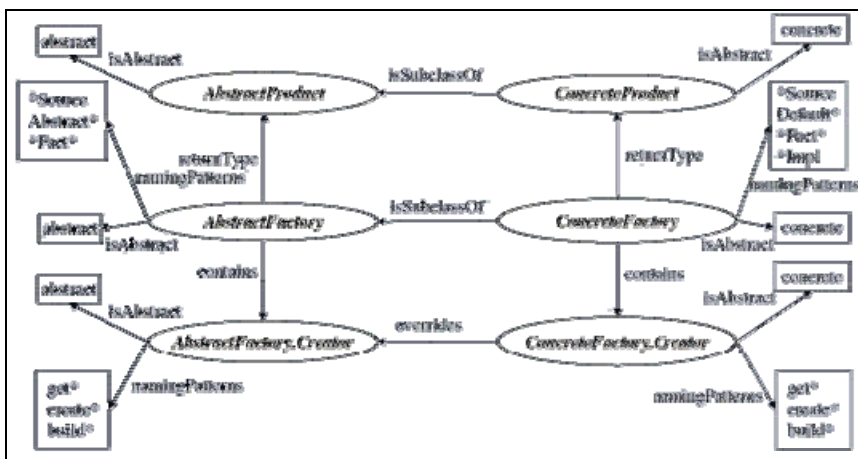 abstract
concrete
isAbstract
isAbstract
isSubclassOf
AbstractProduct
ConcreteProduct
*Source
Abstract*
*Fact*
*Source
Default*
*Fact*
*Impl
returnType
returnType
namingPatterns
namingPatterns
isSubclassOf
AbstractFactory
ConcreteFactory
abstract
concrete
isAbstract
isAbstract
contains
contains
abstract
concrete
isAbstract
isAbstract
overrides
AbstractFactory.Creator
ConcreteFactory.Creator
namingPatterns
namingPatterns
get*
create*
build*
get*
create*
build*